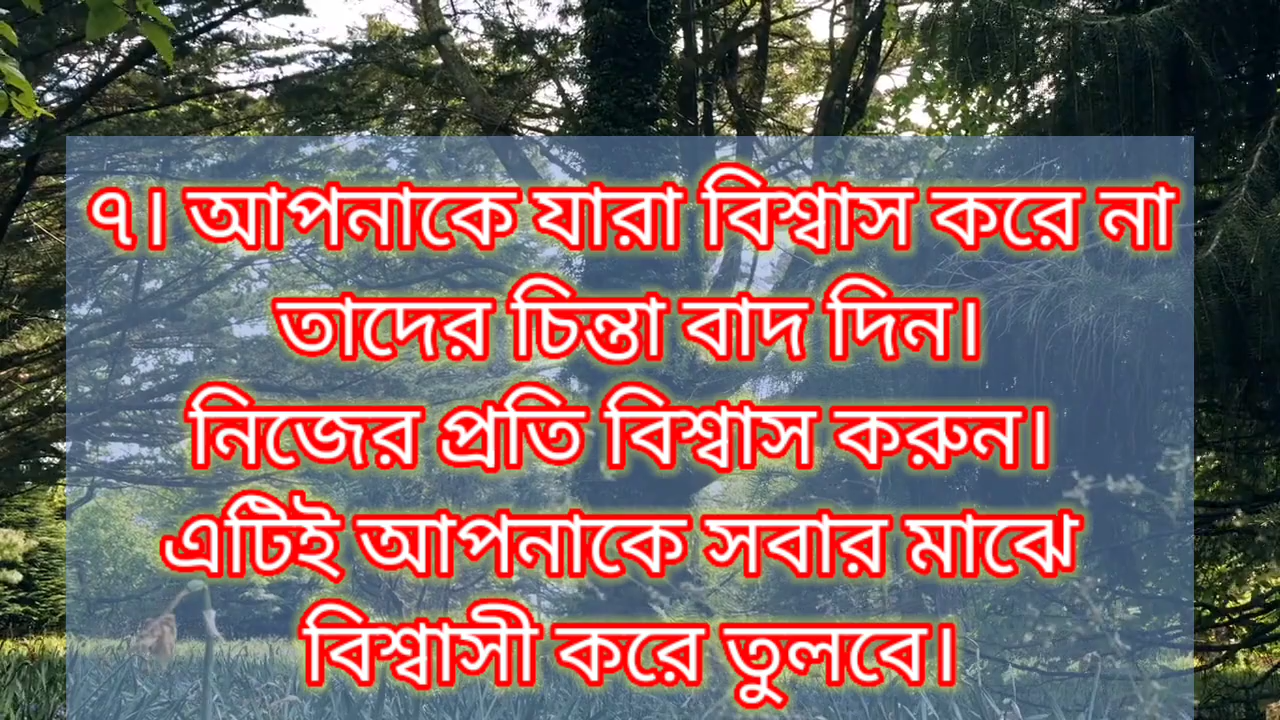 ৭। আপনাকে যারা বিশ্বাস করে না
তাদের চিন্তা বাদ দিন।
নিজের প্রতি বিশ্বাস করুন।
এটিই আপনাকে সবার মাঝে
বিশ্বাসী করে তুলবে।